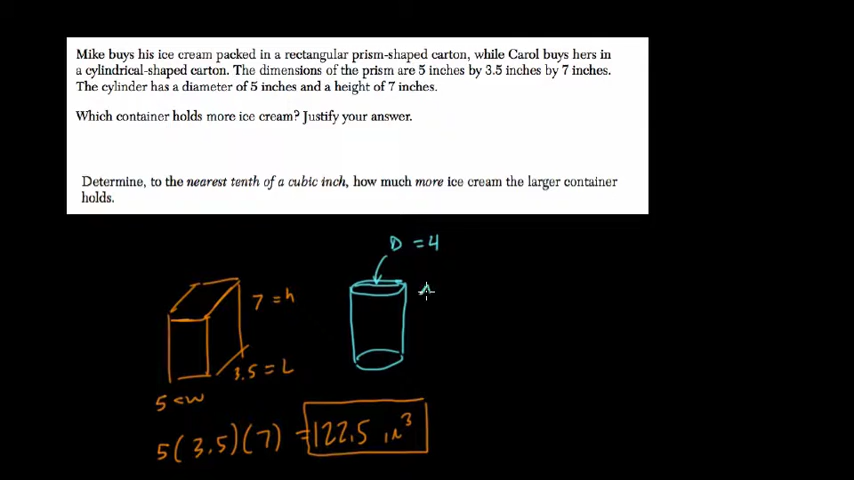 Mike buys his ice cream packed in a rectangular prism-shaped carton, while Carol buys hers in
a cylindrical-shaped carton. The dimensions of the prism are 5 inches by 3.5 inches by 7 inches.
The cylinder has a diameter of 5 inches and a height of 7 inches.
Which container holds more ice cream? Justify your answer.
Determine, to the nearest tenth of a cubic inch, how much more ice cream the larger container
holds.
D = 4
7 = h
3.5 = L
5 = w
5(3.5)(7) = 122.5 in³